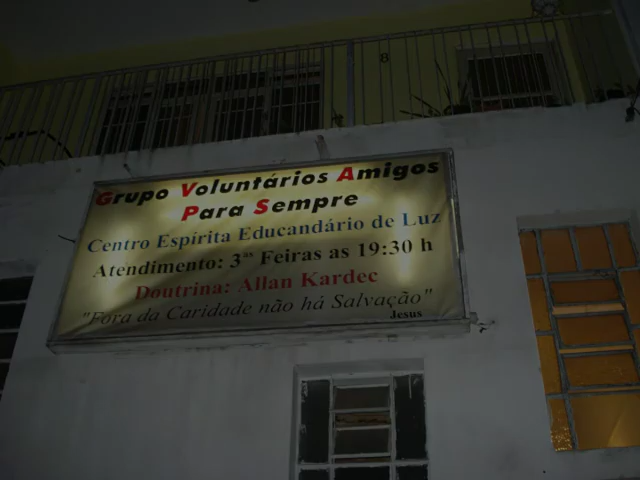 8
Grupo Voluntários Amigos
Para Sempre
Centro Espírita Educandário de Luz
Atendimento: 3ªs Feiras as 19:30 h
Doutrina: Allan Kardec
"Fora da Caridade não há Salvação"
Jesus